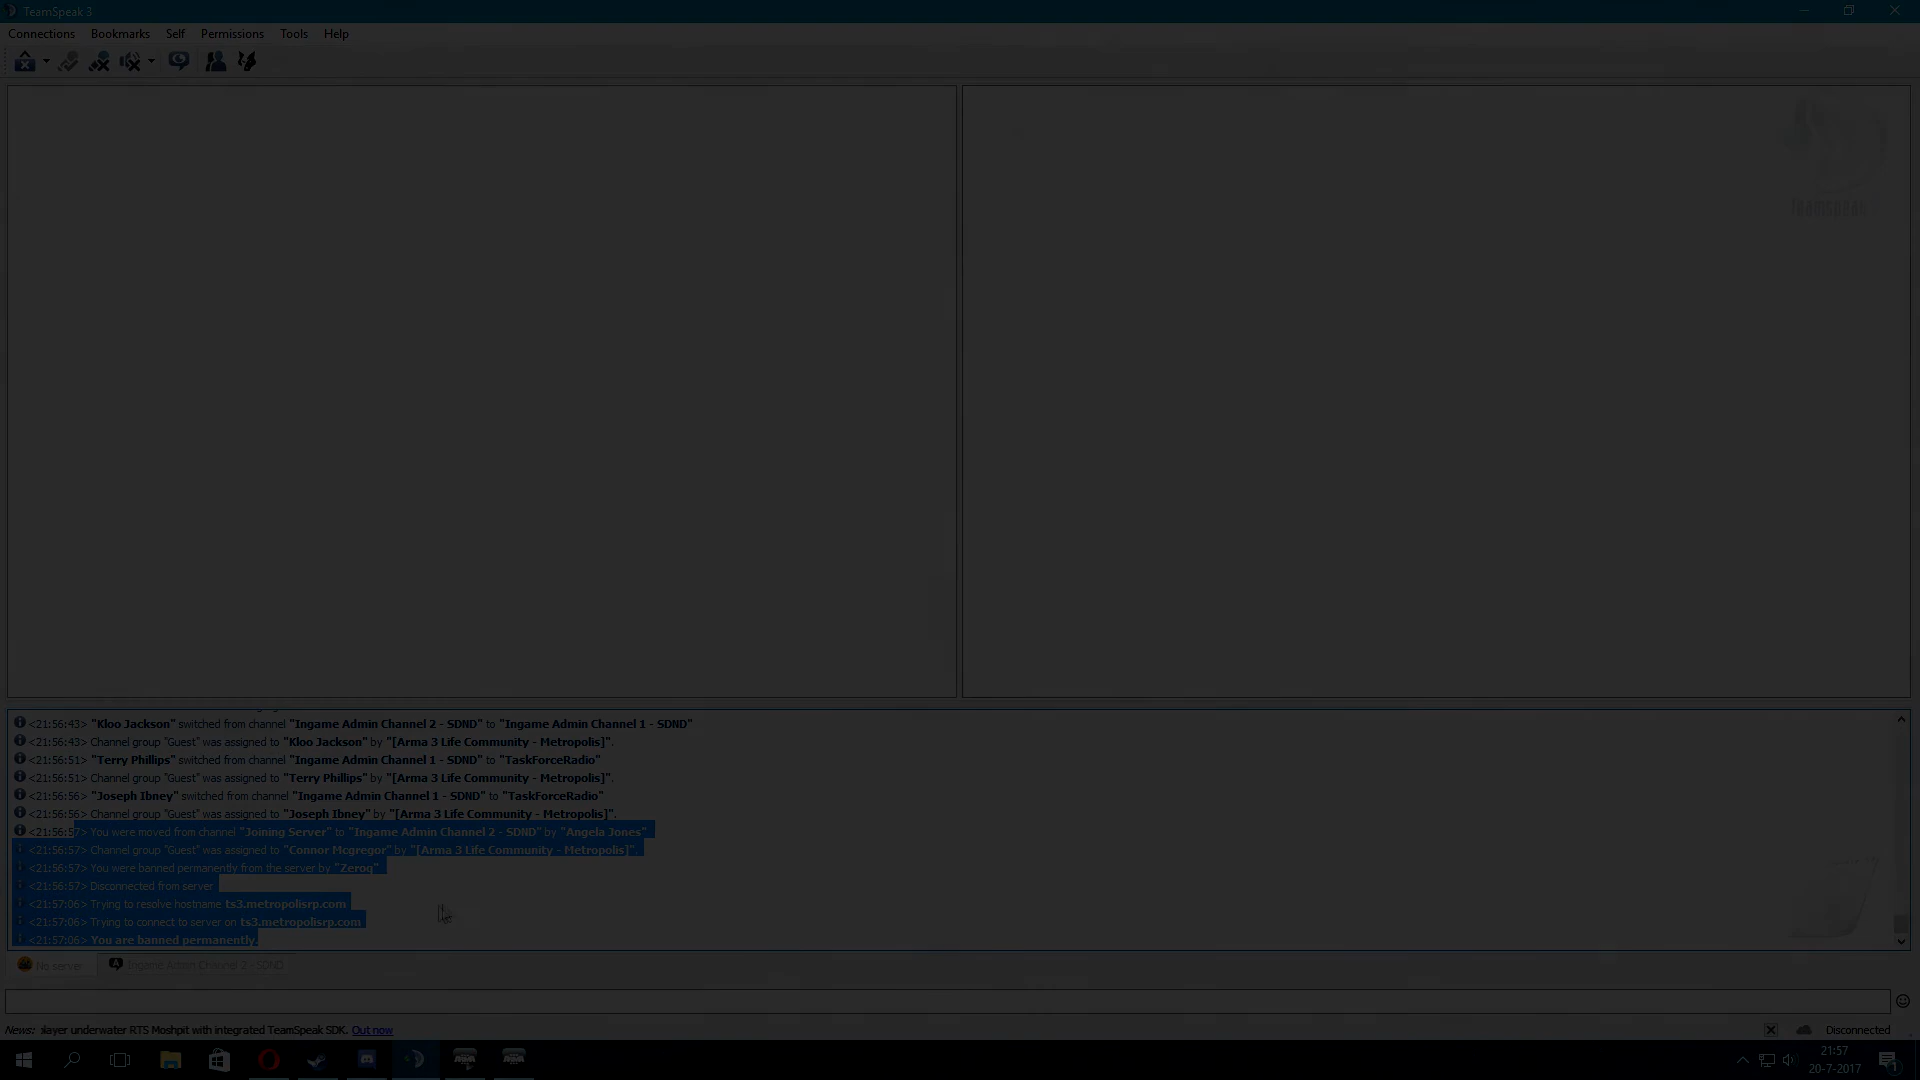 TeamSpeak 3
Connections Bookmarks Self Permissions Tools Help
teamspeak
<21:56:43> "Kloo Jackson" switched from channel "Ingame Admin Channel 2 - SDND" to "Ingame Admin Channel 1 - SDND"
<21:56:43> Channel group "Guest" was assigned to "Kloo Jackson" by "[Arma 3 Life Community - Metropolis]".
<21:56:51> "Terry Phillips" switched from channel "Ingame Admin Channel 1 - SDND" to "TaskForceRadio"
<21:56:51> Channel group "Guest" was assigned to "Terry Phillips" by "[Arma 3 Life Community - Metropolis]".
<21:56:56> "Joseph Ibney" switched from channel "Ingame Admin Channel 1 - SDND" to "TaskForceRadio"
<21:56:56> Channel group "Guest" was assigned to "Joseph Ibney" by "[Arma 3 Life Community - Metropolis]".
<21:56:57> You were moved from channel "Joining Server" to "Ingame Admin Channel 2 - SDND" by "Angela Jones"
<21:56:57> Channel group "Guest" was assigned to "Connor Mcgregor" by "[Arma 3 Life Community - Metropolis]".
<21:56:57> You were banned permanently from the server by "Zeroq"
<21:56:57> Disconnected from server
<21:57:06> Trying to resolve hostname ts3.metropolisrp.com
<21:57:06> Trying to connect to server on ts3.metropolisrp.com
<21:57:06> You are banned permanently.
No server Ingame Admin Channel 2 - SDND
News: layer underwater RTS Moshpit with integrated TeamSpeak SDK. Out now Disconnected
21:57
20-7-2017